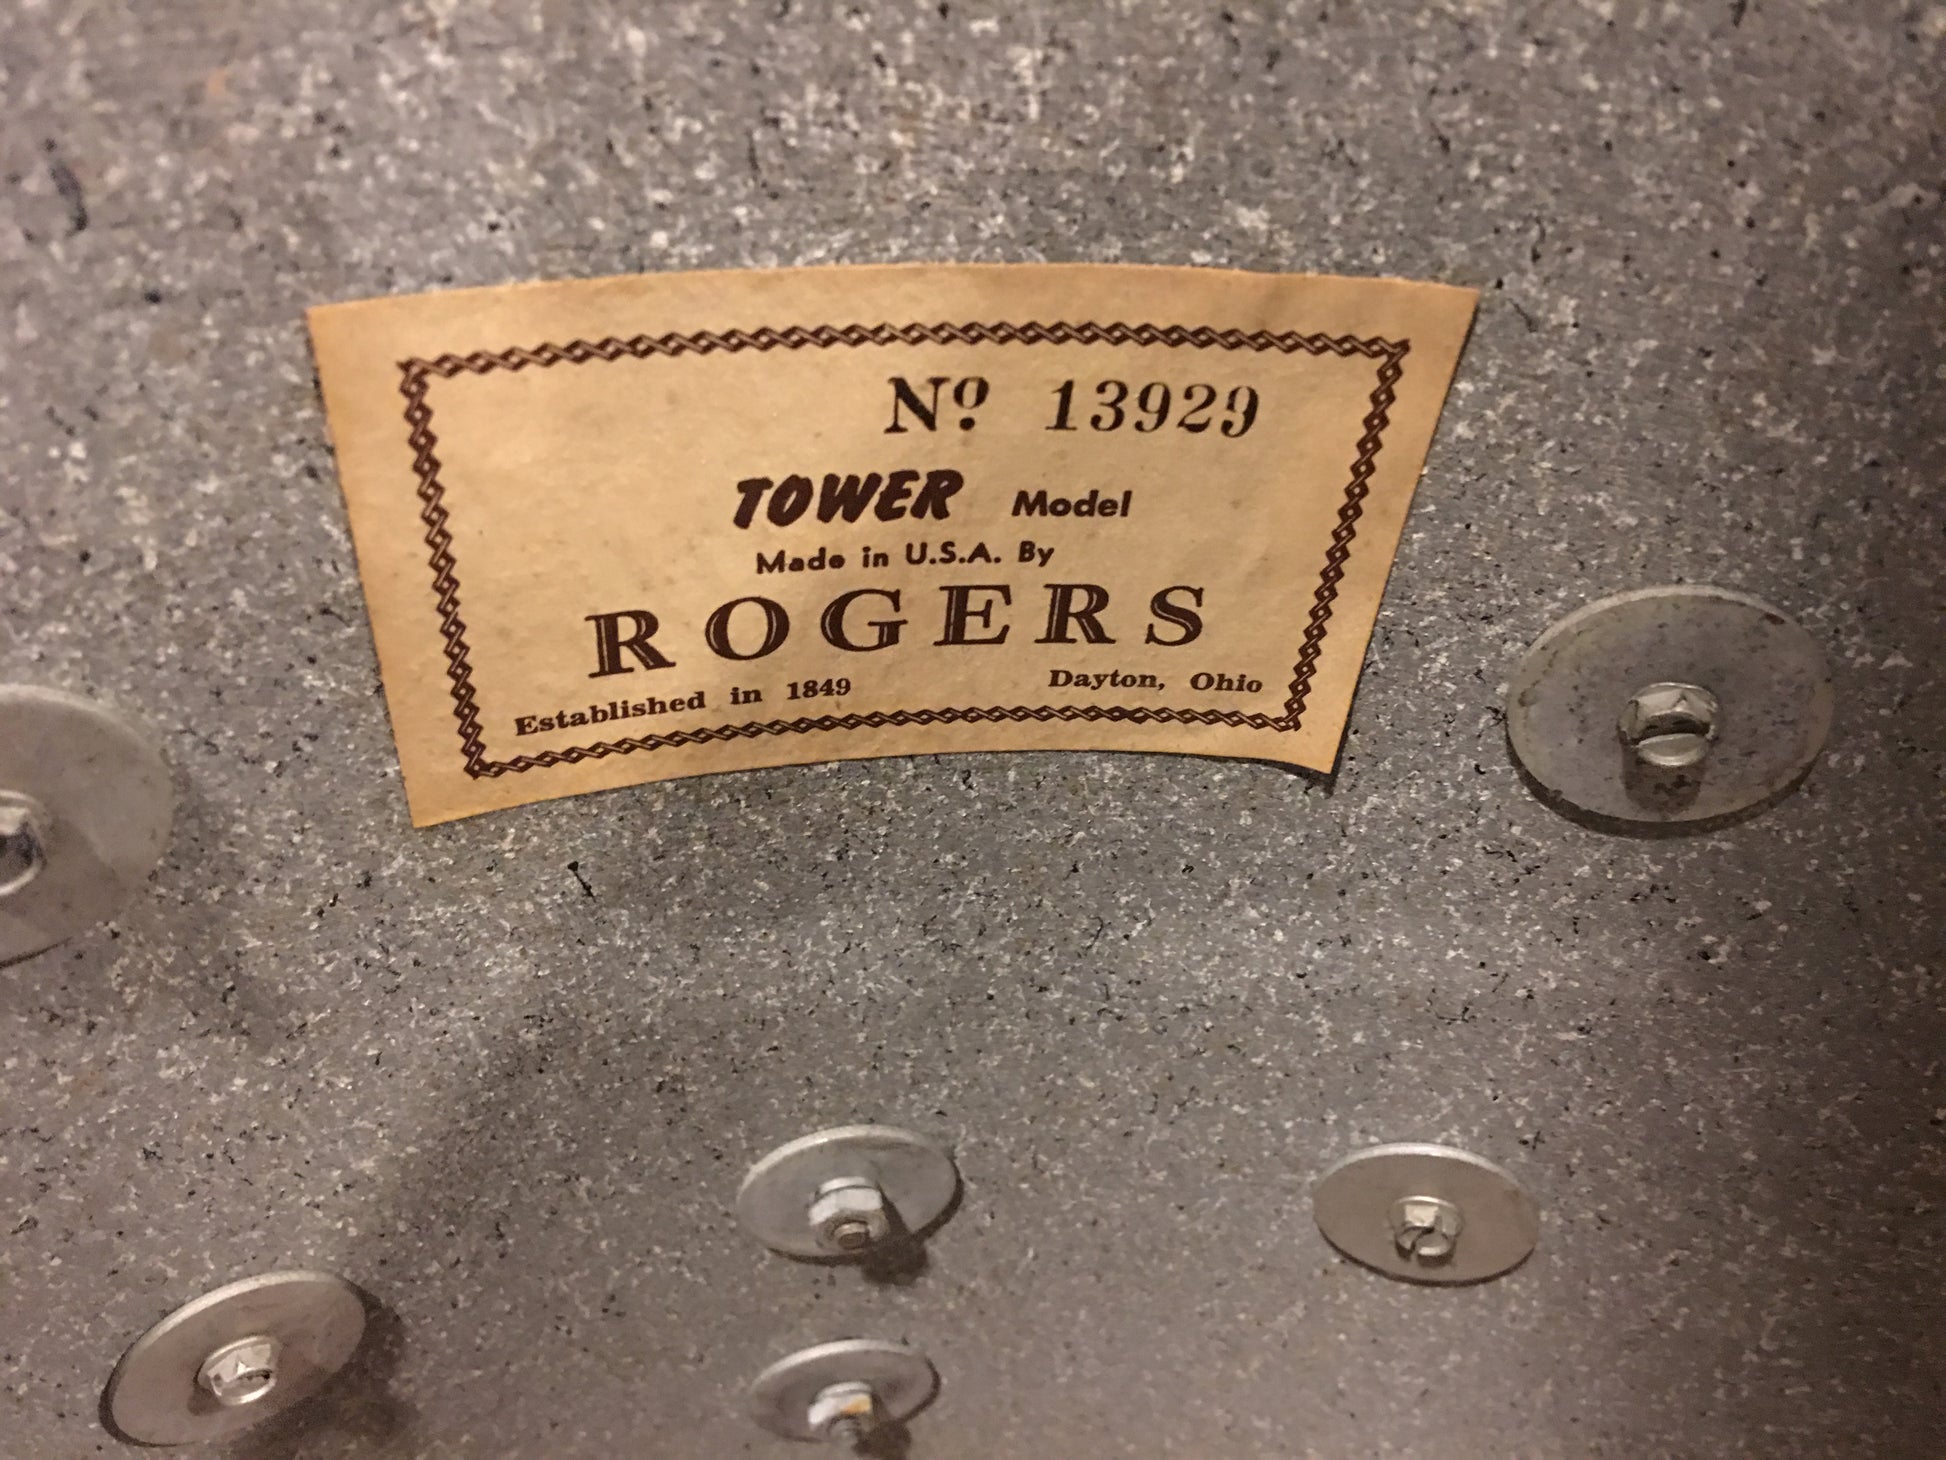 Nº 13929
TOWER Model
Made in U.S.A. By
ROGERS
Established in 1849 Dayton, Ohio